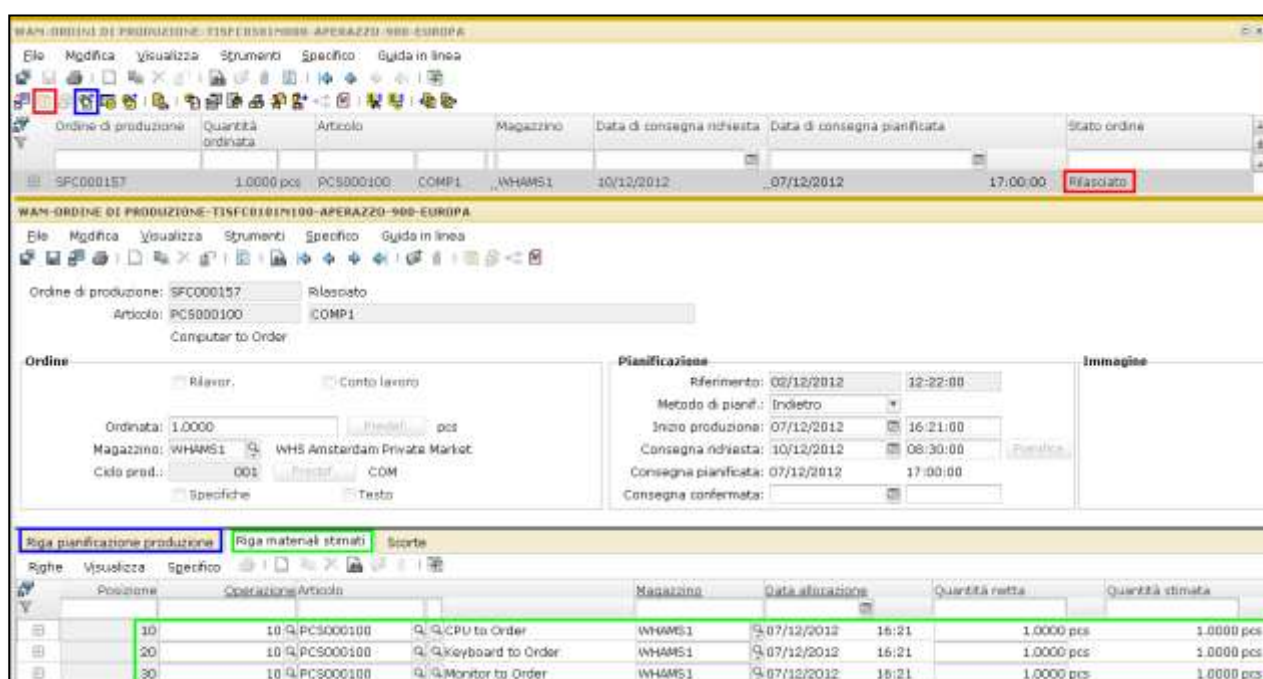 WAM-ORDINI DI PRODUZIONE-TISFC0501M000-APERAZZO-900-EUROPA
File Modifica Visualizza Strumenti Specifico Guida in linea
Ordine di produzione Quantità ordinata Articolo Magazzino Data di consegna richiesta Data di consegna pianificata Stato ordine
SFC000157 1.0000 pcs PCS000100 COMP1 WHAMS1 10/12/2012 07/12/2012 17:00:00 Rilasciato
WAM-ORDINE DI PRODUZIONE-TISFC0101M100-APERAZZO-900-EUROPA
File Modifica Visualizza Strumenti Specifico Guida in linea
Ordine di produzione: SFC000157 Rilasciato
Articolo: PCS000100 COMP1
Computer to Order
Ordine Pianificazione Immagine
Rilavor. Conto lavoro Riferimento: 02/12/2012 12:22:00
Metodo di pianif.: Indietro
Ordinata: 1.0000 Predef. pcs Inizio produzione: 07/12/2012 16:21:00
Magazzino: WHAMS1 WHS Amsterdam Private Market Consegna richiesta: 10/12/2012 08:30:00 Pianifica
Ciclo prod.: 001 Predef. COM Consegna pianificata: 07/12/2012 17:00:00
Specifiche Testo Consegna confermata:
Riga pianificazione produzione Riga materiali stimati Scorte
Righe Visualizza Specifico
Posizione Operazione Articolo Magazzino Data allocazione Quantità netta Quantità stimata
10 10 PCS000100 CPU to Order WHAMS1 07/12/2012 16:21 1.0000 pcs 1.0000 pcs
20 10 PCS000100 Keyboard to Order WHAMS1 07/12/2012 16:21 1.0000 pcs 1.0000 pcs
30 10 PCS000100 Monitor to Order WHAMS1 07/12/2012 16:21 1.0000 pcs 1.0000 pcs